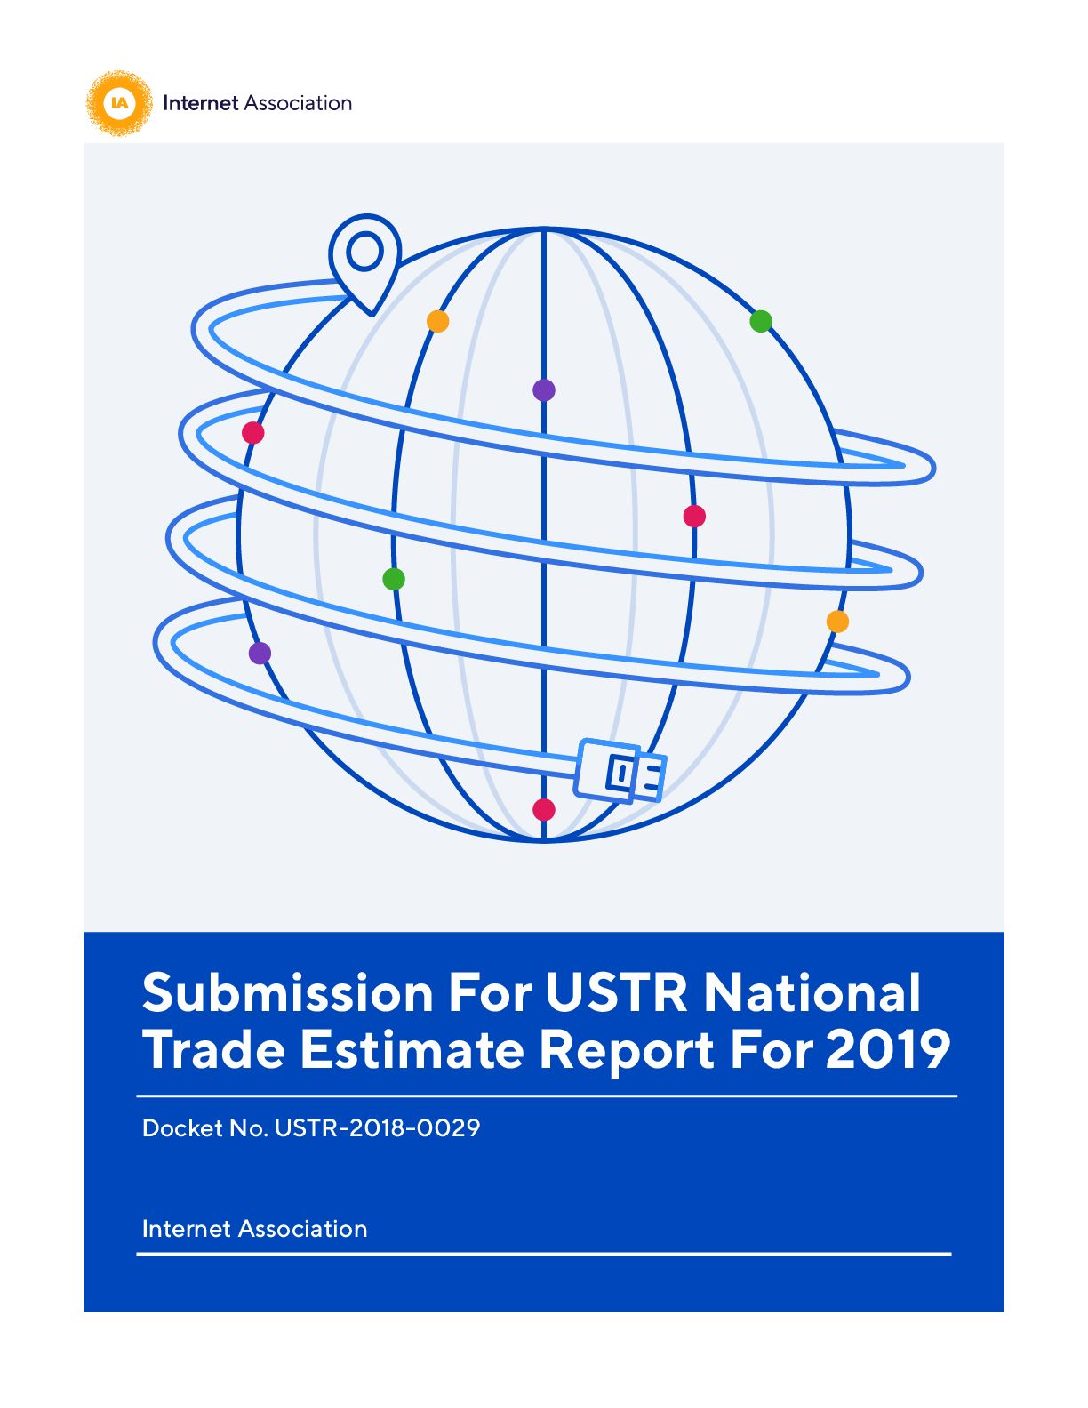 IA
Internet Association
Submission For USTR National
Trade Estimate Report For 2019
Docket No. USTR-2018-0029
Internet Association